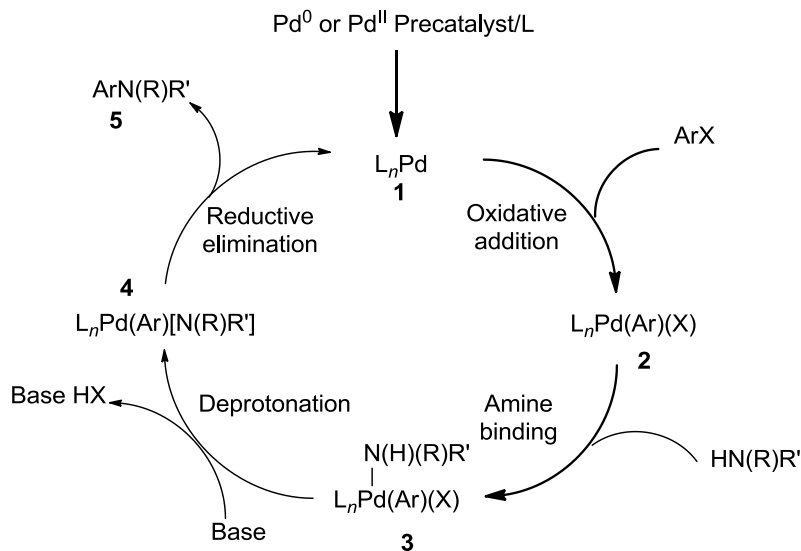 Pd⁰ or Pdᴵᴵ Precatalyst/L
ArN(R)R'
5
ArX
LₙPd
1
Reductive
elimination
Oxidative
addition
4
LₙPd(Ar)[N(R)R']
LₙPd(Ar)(X)
2
Base HX
Deprotonation
Amine
binding
N(H)(R)R'
HN(R)R'
LₙPd(Ar)(X)
Base
3